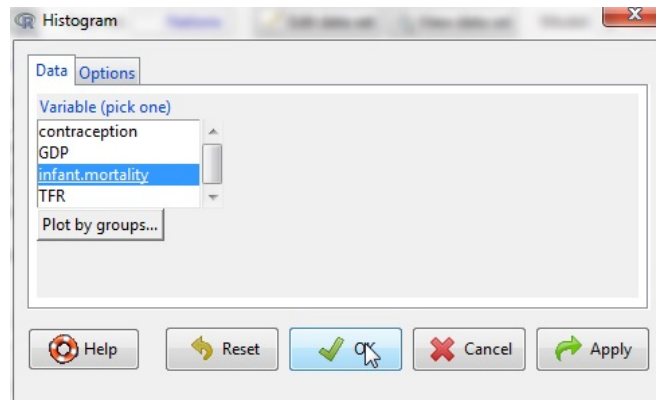 Histogram
Data Options
Variable (pick one)
contraception
GDP
infant.mortality
TFR
Plot by groups...
Help Reset OK Cancel Apply